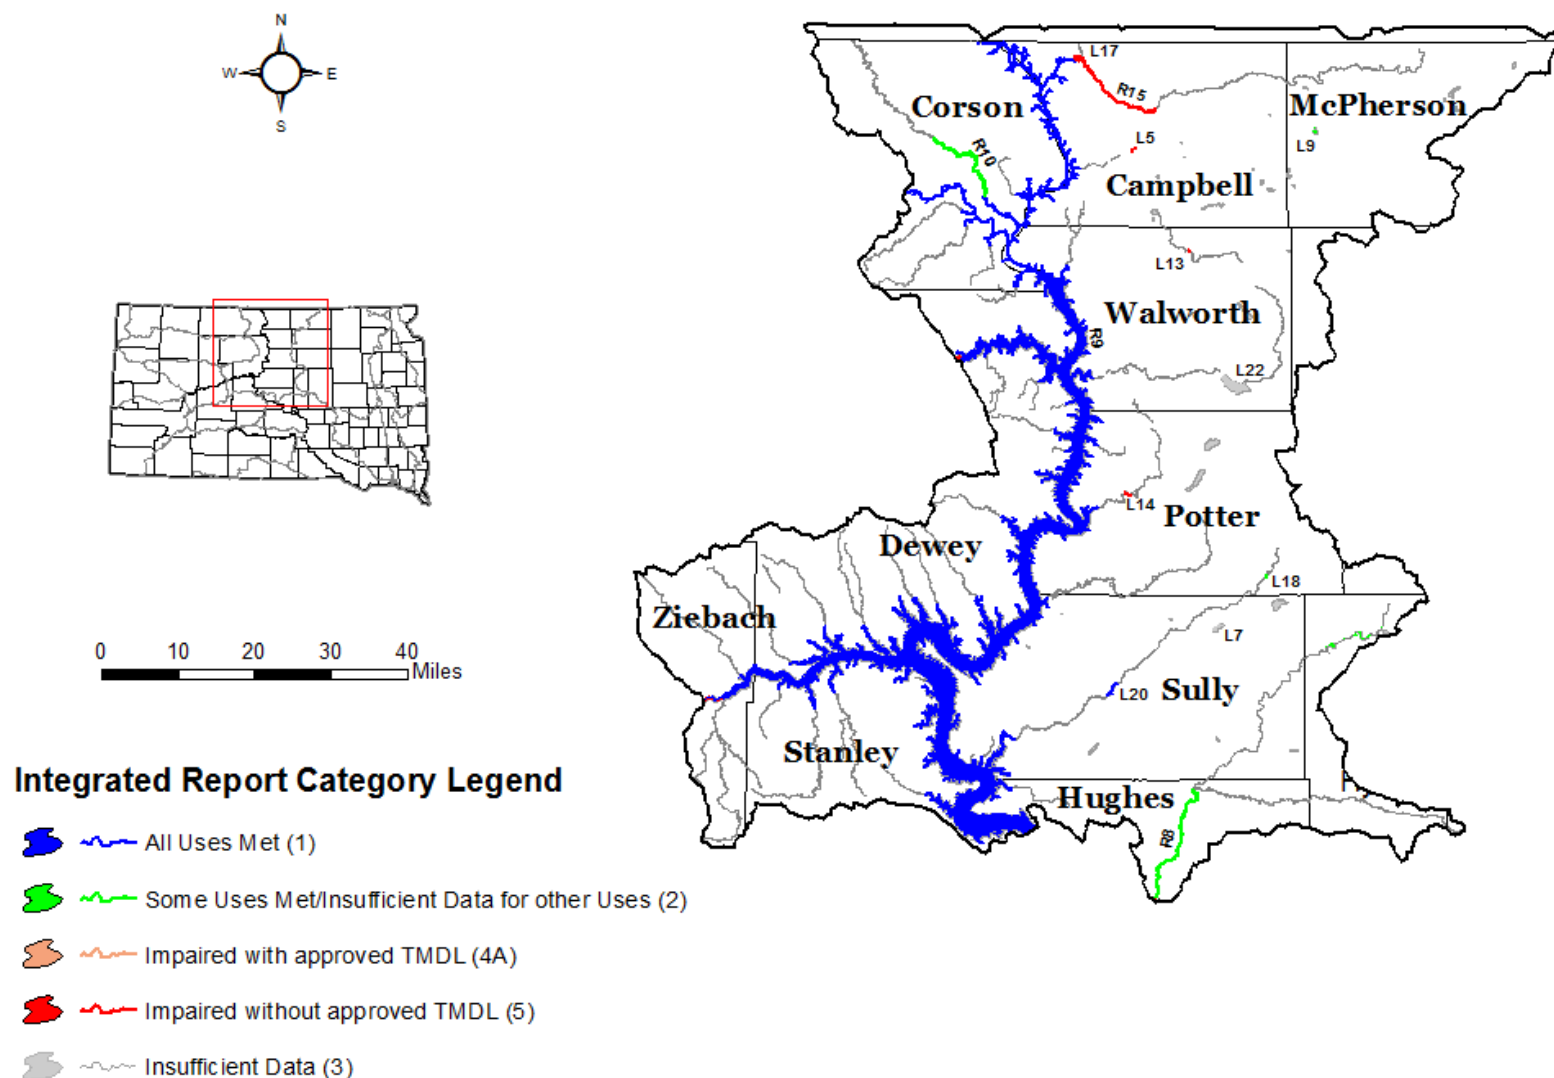 N
W E
S
L17
R15
Corson
McPherson
L5
L9
R10
Campbell
L13
Walworth
R9
L22
L14
Potter
Dewey
L18
Ziebach
L7
0 10 20 30 40
Miles
Sully
L20
Stanley
Hughes
R8
Integrated Report Category Legend
All Uses Met (1)
Some Uses Met/Insufficient Data for other Uses (2)
Impaired with approved TMDL (4A)
Impaired without approved TMDL (5)
Insufficient Data (3)